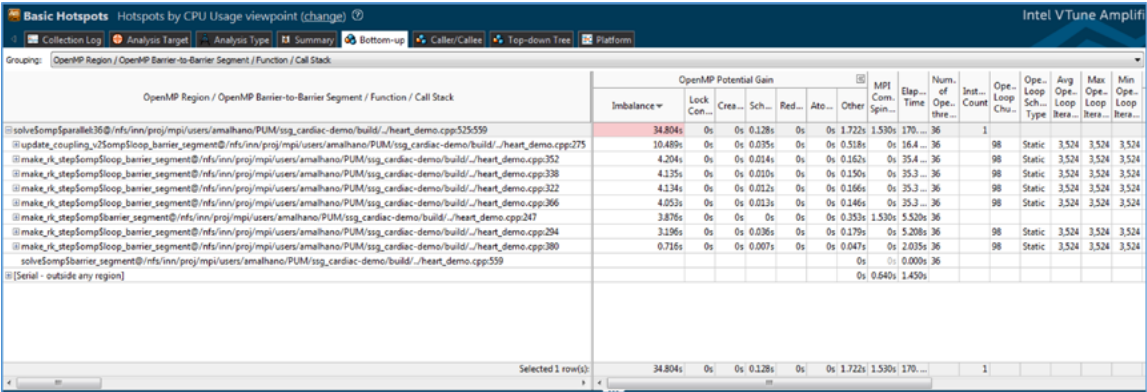 Basic Hotspots Hotspots by CPU Usage viewpoint (change) Intel VTune Amplifi
Collection Log Analysis Target Analysis Type Summary Bottom-up Caller/Callee Top-down Tree Platform
Grouping: OpenMP Region / OpenMP Barrier-to-Barrier Segment / Function / Call Stack
OpenMP Region / OpenMP Barrier-to-Barrier Segment / Function / Call Stack
OpenMP Potential Gain
Imbalance Lock Con... Crea... Sch... Red... Ato... Other
MPI Com. Spin...
Elap... Time
Num. of Ope... thre...
Inst... Count
Ope... Loop Chu...
Ope... Loop Sch... Type
Avg Ope... Loop Itera...
Max Ope... Loop Itera...
Min Ope... Loop Itera...
solve$omp$parallel:36@/nfs/inn/proj/mpi/users/amalhano/PUM/ssg_cardiac-demo/build/../heart_demo.cpp:525:559 34.804s 0s 0s 0.128s 0s 0s 1.722s 1.530s 170.... 36 1
update_coupling_v2$omp$loop_barrier_segment@/nfs/inn/proj/mpi/users/amalhano/PUM/ssg_cardiac-demo/build/../heart_demo.cpp:275 10.489s 0s 0s 0.035s 0s 0s 0.518s 0s 16.4 ... 36 98 Static 3,524 3,524 3,524
make_rk_step$omp$loop_barrier_segment@/nfs/inn/proj/mpi/users/amalhano/PUM/ssg_cardiac-demo/build/../heart_demo.cpp:352 4.204s 0s 0s 0.014s 0s 0s 0.162s 0s 35.4 ... 36 98 Static 3,524 3,524 3,524
make_rk_step$omp$loop_barrier_segment@/nfs/inn/proj/mpi/users/amalhano/PUM/ssg_cardiac-demo/build/../heart_demo.cpp:338 4.135s 0s 0s 0.010s 0s 0s 0.150s 0s 35.3 ... 36 98 Static 3,524 3,524 3,524
make_rk_step$omp$loop_barrier_segment@/nfs/inn/proj/mpi/users/amalhano/PUM/ssg_cardiac-demo/build/../heart_demo.cpp:322 4.134s 0s 0s 0.012s 0s 0s 0.166s 0s 35.3 ... 36 98 Static 3,524 3,524 3,524
make_rk_step$omp$loop_barrier_segment@/nfs/inn/proj/mpi/users/amalhano/PUM/ssg_cardiac-demo/build/../heart_demo.cpp:366 4.053s 0s 0s 0.013s 0s 0s 0.146s 0s 35.3 ... 36 98 Static 3,524 3,524 3,524
make_rk_step$omp$barrier_segment@/nfs/inn/proj/mpi/users/amalhano/PUM/ssg_cardiac-demo/build/../heart_demo.cpp:247 3.876s 0s 0s 0s 0s 0s 0.353s 1.530s 5.520s 36
make_rk_step$omp$loop_barrier_segment@/nfs/inn/proj/mpi/users/amalhano/PUM/ssg_cardiac-demo/build/../heart_demo.cpp:294 3.196s 0s 0s 0.036s 0s 0s 0.179s 0s 5.208s 36 98 Static 3,524 3,524 3,524
make_rk_step$omp$loop_barrier_segment@/nfs/inn/proj/mpi/users/amalhano/PUM/ssg_cardiac-demo/build/../heart_demo.cpp:380 0.716s 0s 0s 0.007s 0s 0s 0.047s 0s 2.035s 36 98 Static 3,524 3,524 3,524
solve$omp$barrier_segment@/nfs/inn/proj/mpi/users/amalhano/PUM/ssg_cardiac-demo/build/../heart_demo.cpp:559 0s 0s 0.000s 36
[Serial - outside any region] 0s 0.640s 1.450s
Selected 1 row(s): 34.804s 0s 0s 0.128s 0s 0s 1.722s 1.530s 170.... 1